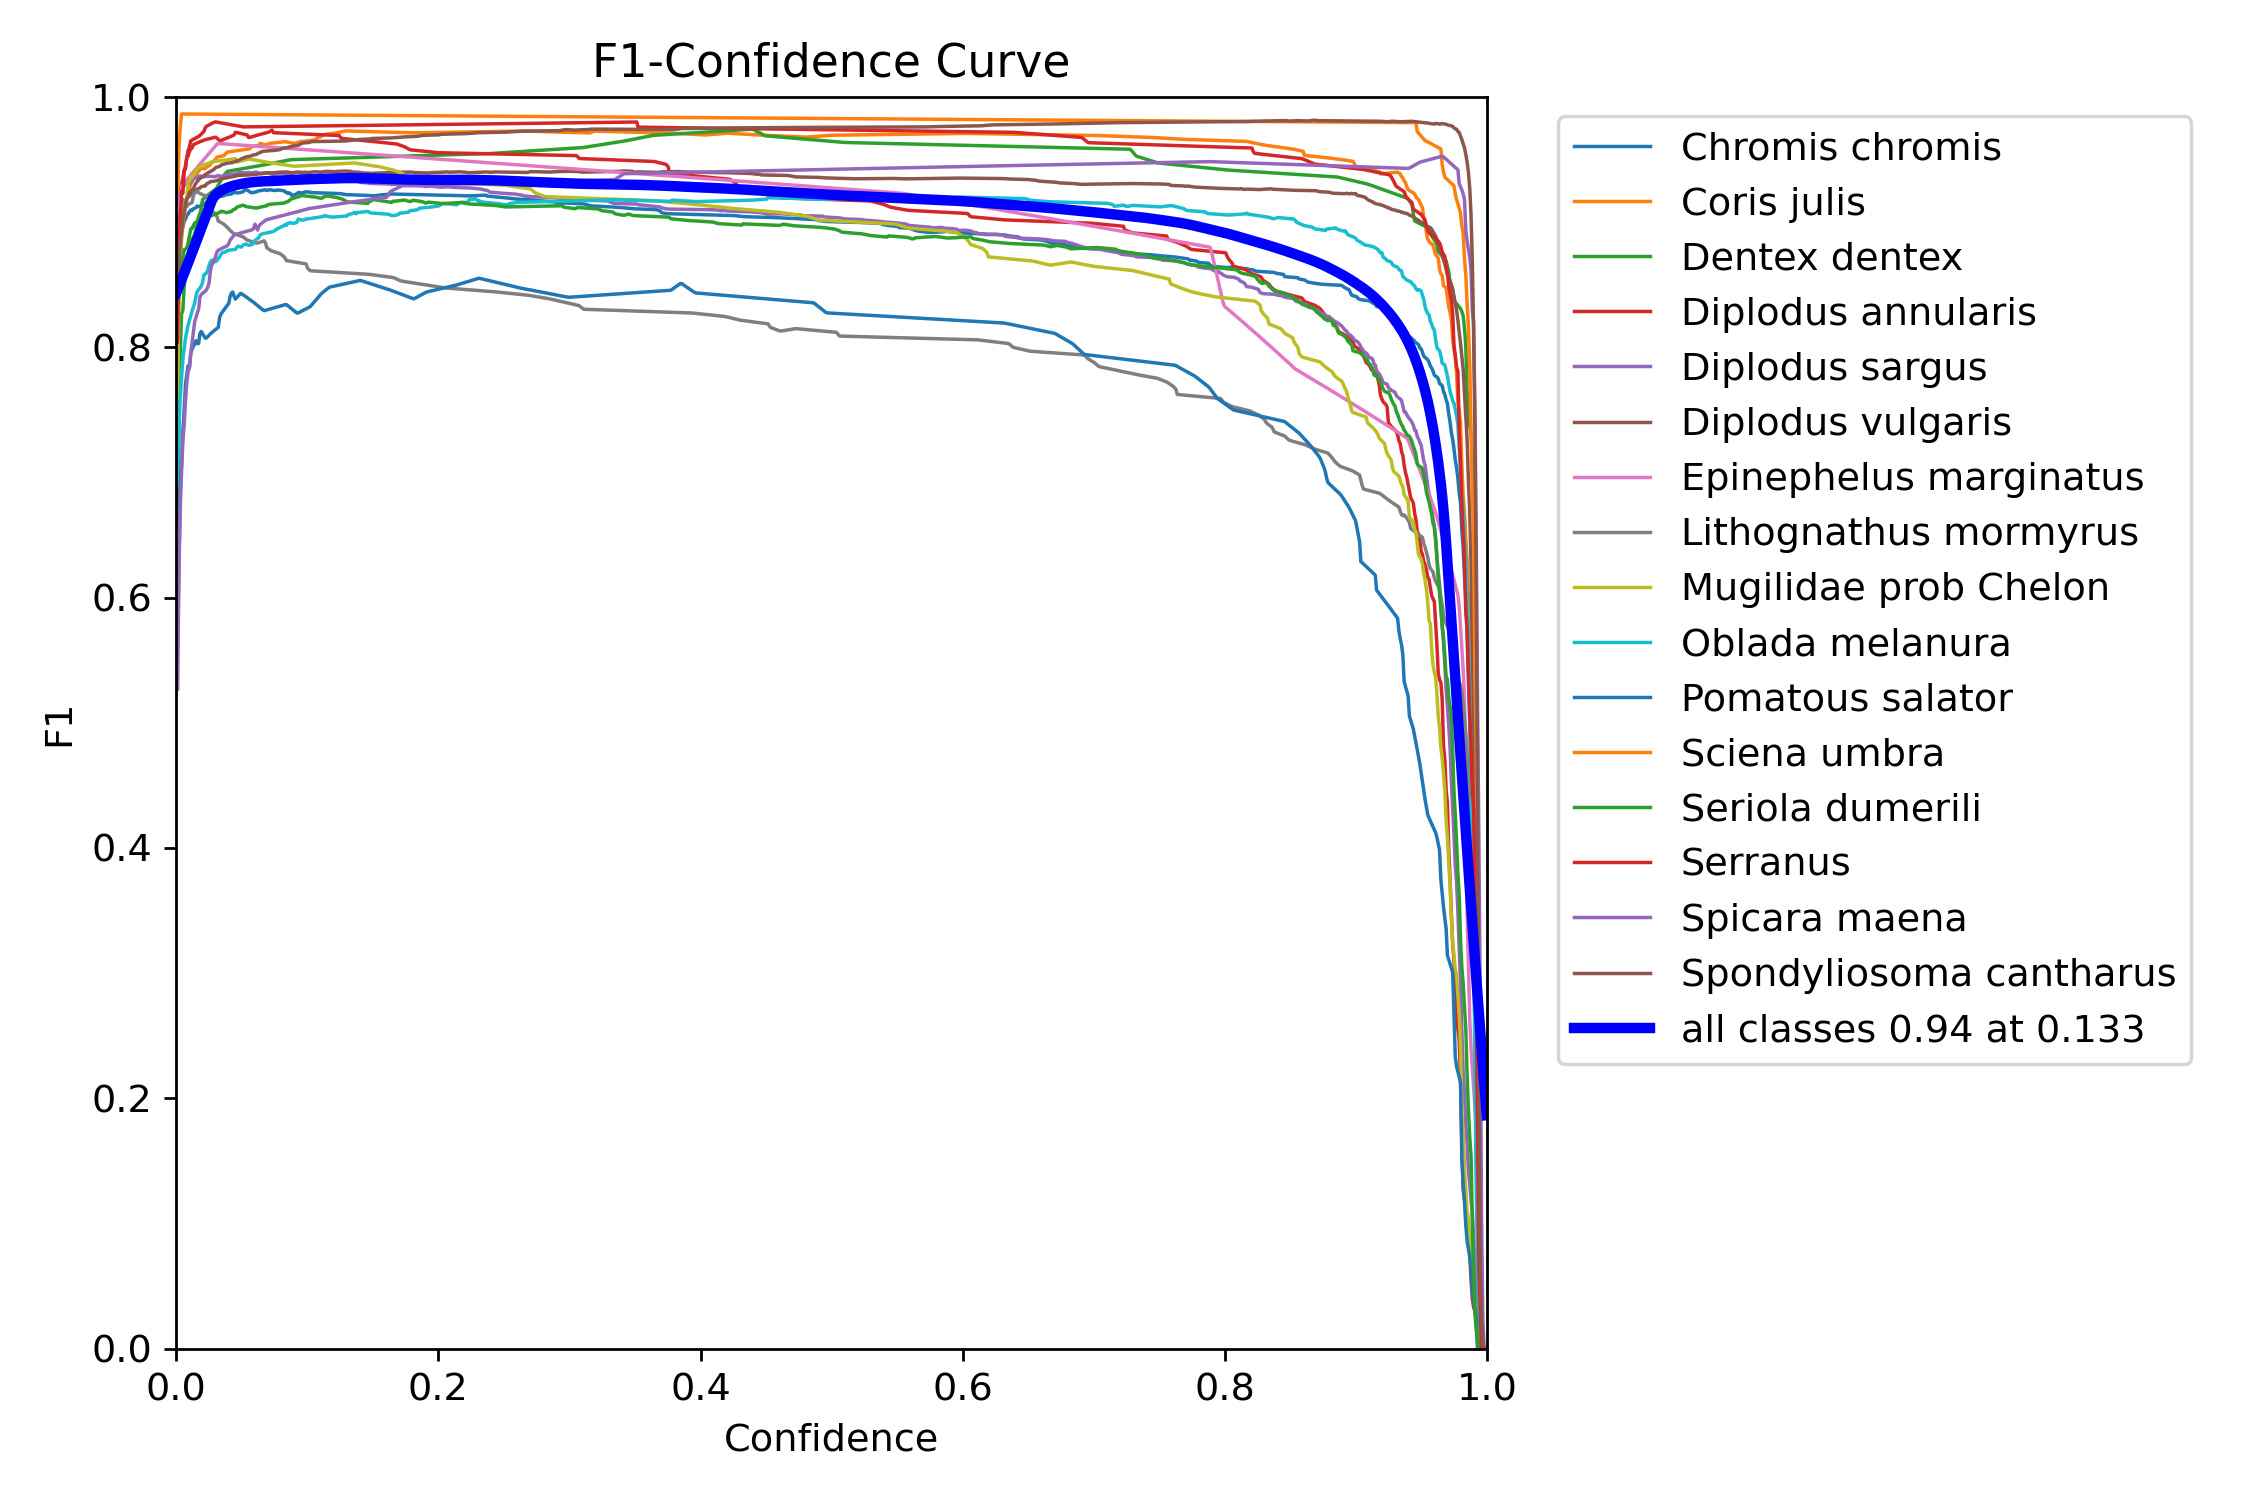 F1-Confidence Curve
1.0
0.8
0.6
0.4
0.2
0.0
F1
0.0 0.2 0.4 0.6 0.8 1.0
Confidence
Chromis chromis
Coris julis
Dentex dentex
Diplodus annularis
Diplodus sargus
Diplodus vulgaris
Epinephelus marginatus
Lithognathus mormyrus
Mugilidae prob Chelon
Oblada melanura
Pomatous salator
Sciena umbra
Seriola dumerili
Serranus
Spicara maena
Spondyliosoma cantharus
all classes 0.94 at 0.133